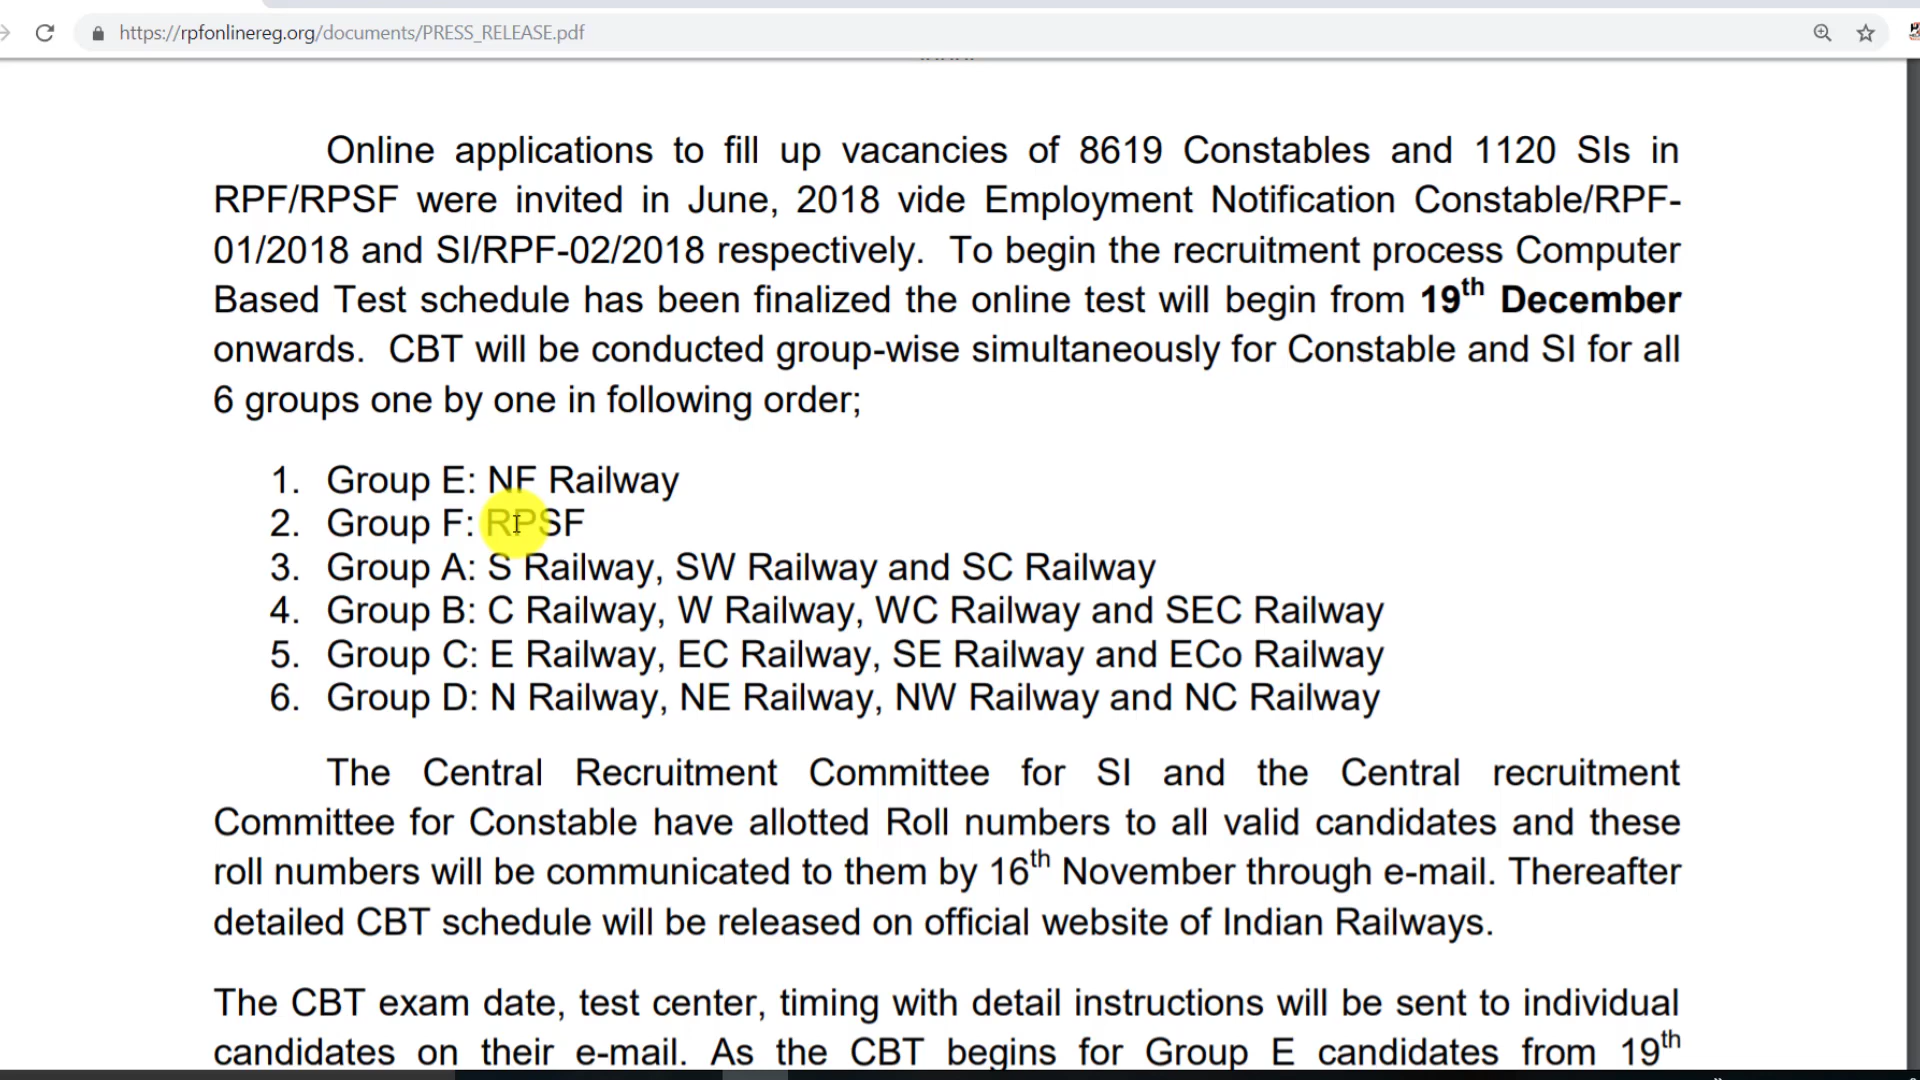 https://rpfonlinereg.org/documents/PRESS_RELEASE.pdf
Online applications to fill up vacancies of 8619 Constables and 1120 SIs in
RPF/RPSF were invited in June, 2018 vide Employment Notification Constable/RPF-
01/2018 and SI/RPF-02/2018 respectively. To begin the recruitment process Computer
Based Test schedule has been finalized the online test will begin from 19th December
onwards. CBT will be conducted group-wise simultaneously for Constable and SI for all
6 groups one by one in following order;
1. Group E: NF Railway
2. Group F: RPSF
3. Group A: S Railway, SW Railway and SC Railway
4. Group B: C Railway, W Railway, WC Railway and SEC Railway
5. Group C: E Railway, EC Railway, SE Railway and ECo Railway
6. Group D: N Railway, NE Railway, NW Railway and NC Railway
The Central Recruitment Committee for SI and the Central recruitment
Committee for Constable have allotted Roll numbers to all valid candidates and these
roll numbers will be communicated to them by 16th November through e-mail. Thereafter
detailed CBT schedule will be released on official website of Indian Railways.
The CBT exam date, test center, timing with detail instructions will be sent to individual
candidates on their e-mail. As the CBT begins for Group E candidates from 19th